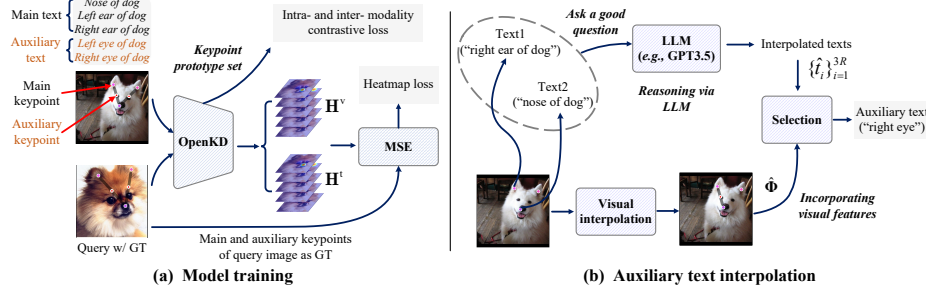 Main text
Nose of dog
Left ear of dog
Right ear of dog
Auxiliary
text
Left eye of dog
Right eye of dog
Main
keypoint
Auxiliary
keypoint
Query w/ GT
Keypoint
prototype set
OpenKD
Intra- and inter- modality
contrastive loss
Heatmap loss
H^v
H^t
MSE
Main and auxiliary keypoints
of query image as GT
(a) Model training
Text1
("right ear of dog")
Text2
("nose of dog")
Ask a good
question
LLM
(e.g., GPT3.5)
Reasoning via
LLM
Interpolated texts
{t̂_i}_{i=1}^{3R}
Selection
Auxiliary text
("right eye")
Visual
interpolation
Φ̂
Incorporating
visual features
(b) Auxiliary text interpolation